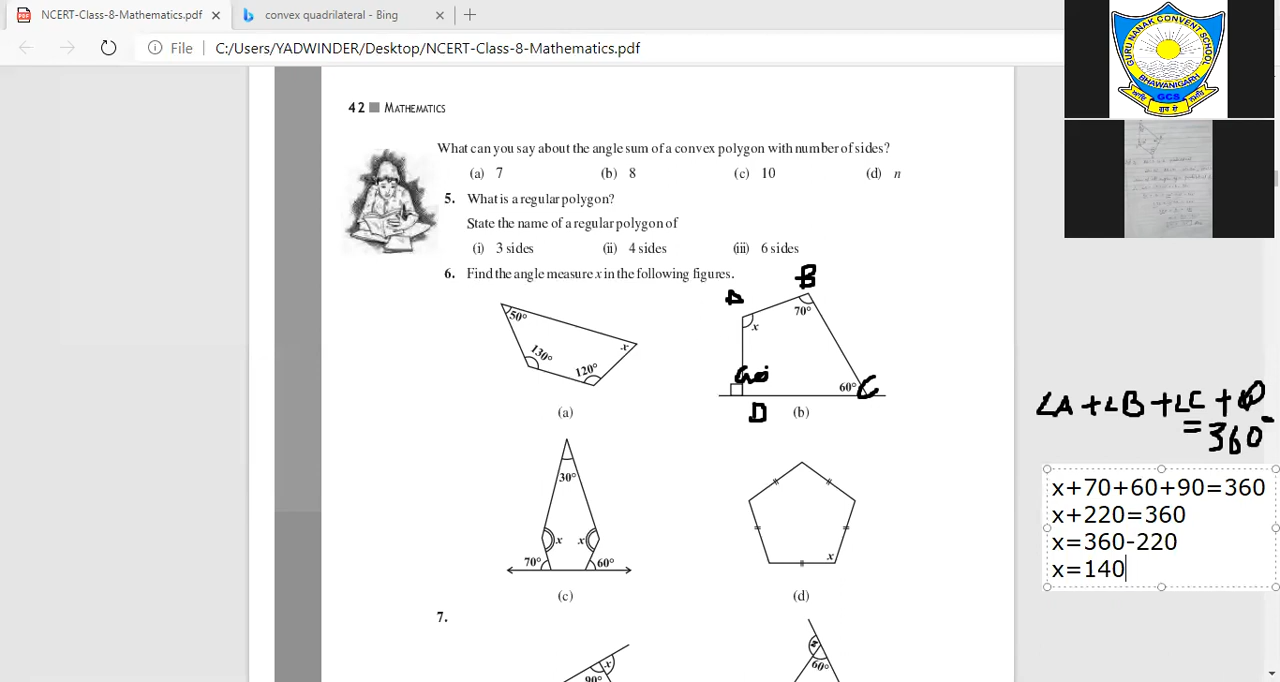 NCERT-Class-8-Mathematics.pdf
convex quadrilateral - Bing
File
C:/Users/YADWINDER/Desktop/NCERT-Class-8-Mathematics.pdf
GURU NANAK CONVENT SCHOOL
GCS
BHAWANIGARH
42 MATHEMATICS
What can you say about the angle sum of a convex polygon with number of sides?
(a) 7 (b) 8 (c) 10 (d) n
5. What is a regular polygon?
State the name of a regular polygon of
(i) 3 sides (ii) 4 sides (iii) 6 sides
6. Find the angle measure x in the following figures.
50°
130°
120°
x
(a)
A
B
70°
x
60°
C
D
(b)
∠A+∠B+∠C+D
=360°
x+70+60+90=360
x+220=360
x=360-220
x=140
30°
x x
70° 60°
(c)
x
(d)
7.
x
90°
60°